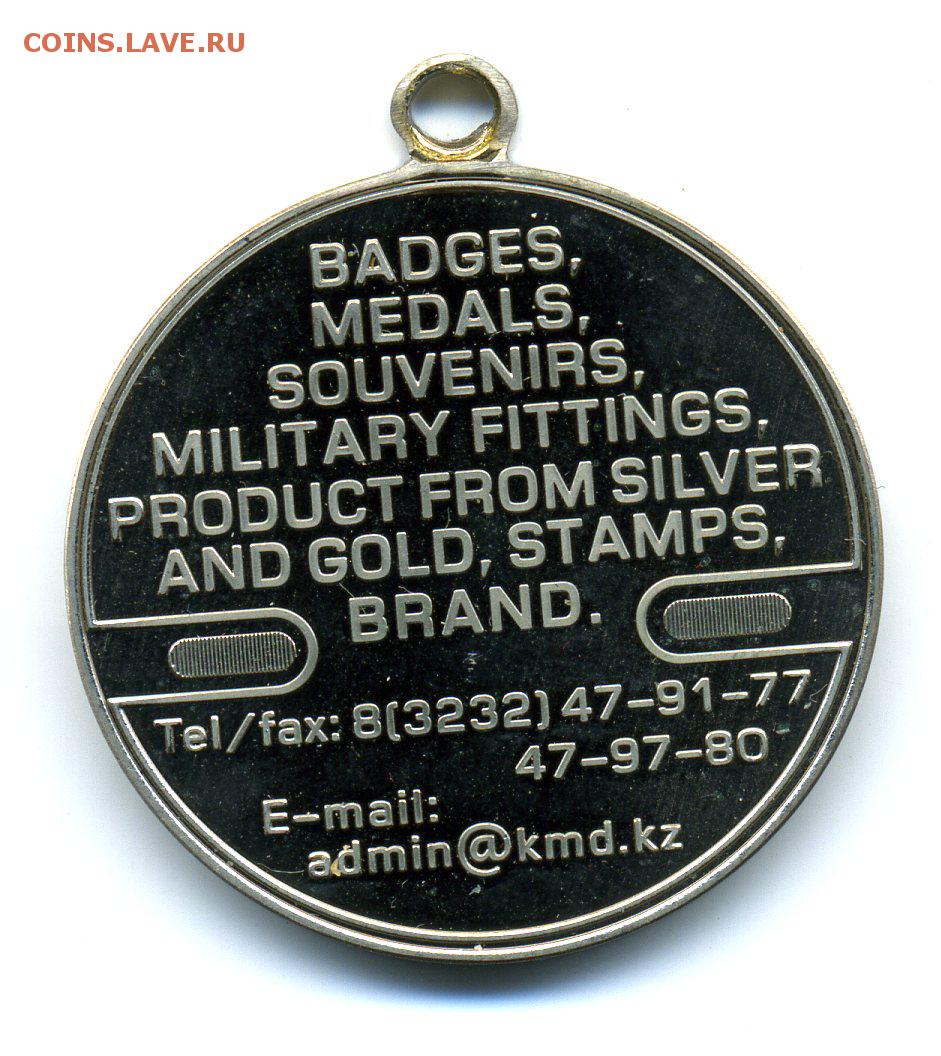 COINS.LAVE.RU
BADGES,
MEDALS,
SOUVENIRS,
MILITARY FITTINGS,
PRODUCT FROM SILVER
AND GOLD, STAMPS,
BRAND.
Tel/fax: 8(3232) 47-91-77,
47-97-80
E-mail:
admin@kmd.kz